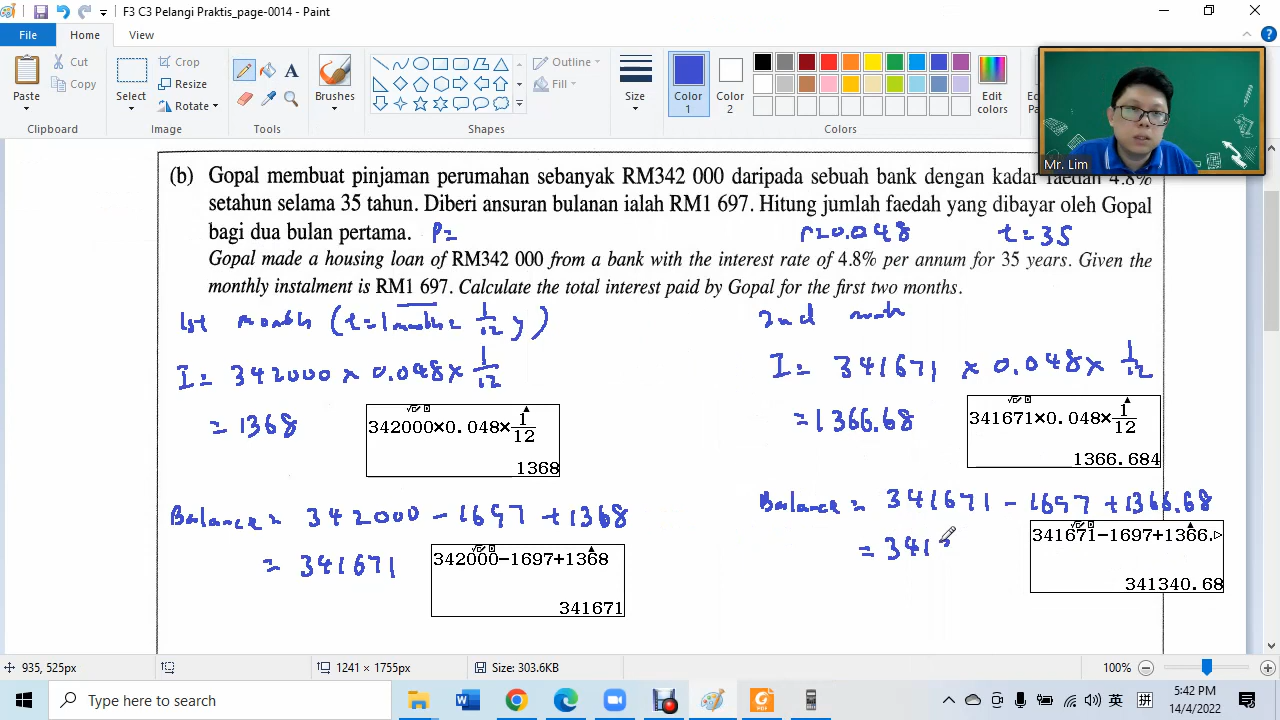 F3 C3 Pelangi Praktis_page-0014 - Paint
File Home View
Paste Cut Copy Clipboard
Select Crop Resize Rotate Image
Tools
Brushes
Outline Fill Shapes
Size
Color 1 Color 2
Edit colors
Colors
Mr. Lim
(b) Gopal membuat pinjaman perumahan sebanyak RM342 000 daripada sebuah bank dengan kadar faedah 4.8%
setahun selama 35 tahun. Diberi ansuran bulanan ialah RM1 697. Hitung jumlah faedah yang dibayar oleh Gopal
bagi dua bulan pertama. P= r=0.048 t=35
Gopal made a housing loan of RM342 000 from a bank with the interest rate of 4.8% per annum for 35 years. Given the
monthly instalment is RM1 697. Calculate the total interest paid by Gopal for the first two months.
1st month (t=1 month= 1/12 y)
I= 342000 x 0.048 x 1/12
= 1368
342000×0.048×1/12
1368
Balance= 342000 - 1697 +1368
= 341671
342000-1697+1368
341671
2nd month
I= 341671 x 0.048 x 1/12
=1366.68
341671×0.048×1/12
1366.684
Balance= 341671 - 1697 +1366.68
= 341
341671-1697+1366.
341340.68
935, 525px 1241 × 1755px Size: 303.6KB 100%
Type here to search
英 拼 5:42 PM
14/4/2022